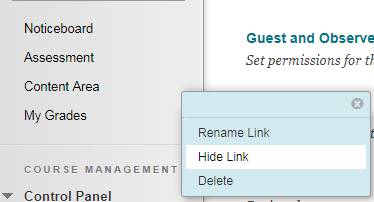 Noticeboard
Assessment
Content Area
My Grades
COURSE MANAGEMENT
Control Panel
Guest and Observe
Set permissions for th
Rename Link
Hide Link
Delete